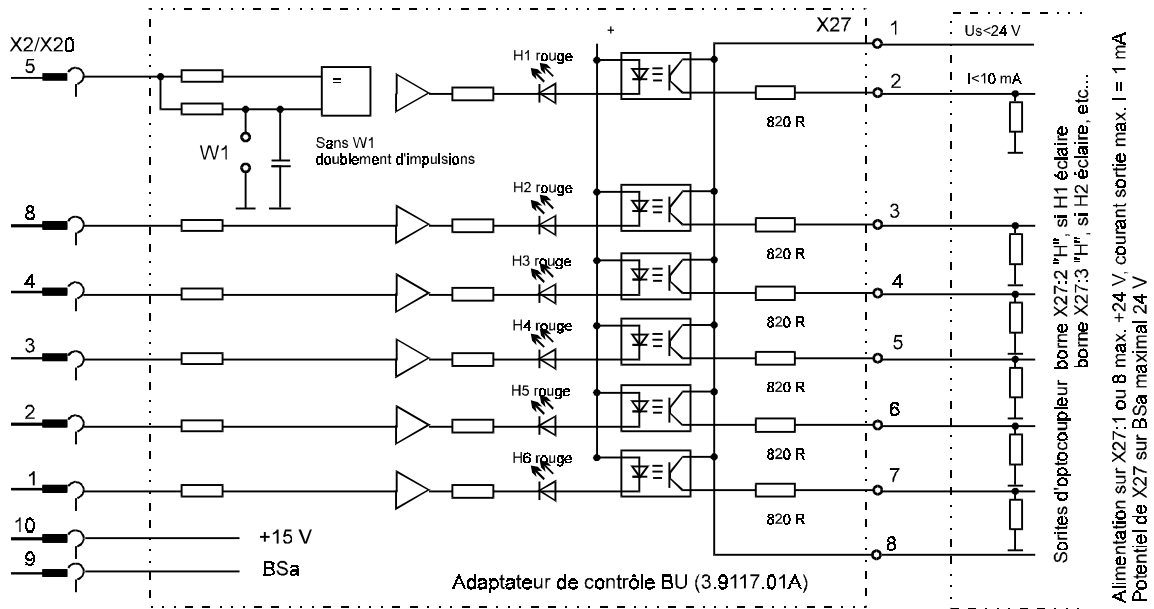 X2/X20
X27
+
1
Us<24 V
5
H1 rouge
=
2
I<10 mA
820 R
W1
Sans W1
doublement d'impulsions
8
H2 rouge
3
820 R
4
H3 rouge
4
820 R
3
H4 rouge
5
820 R
2
H5 rouge
6
820 R
1
H6 rouge
7
820 R
10
+15 V
8
9
BSa
Adaptateur de contrôle BU (3.9117.01A)
Sorites d'optocoupleur borne X27:2 "H", si H1 éclaire
borne X27:3 "H", si H2 éclaire, etc...
Alimentation sur X27:1 ou 8 max. +24 V, courant sortie max. I = 1 mA
Potentiel de X27 sur BSa maximal 24 V